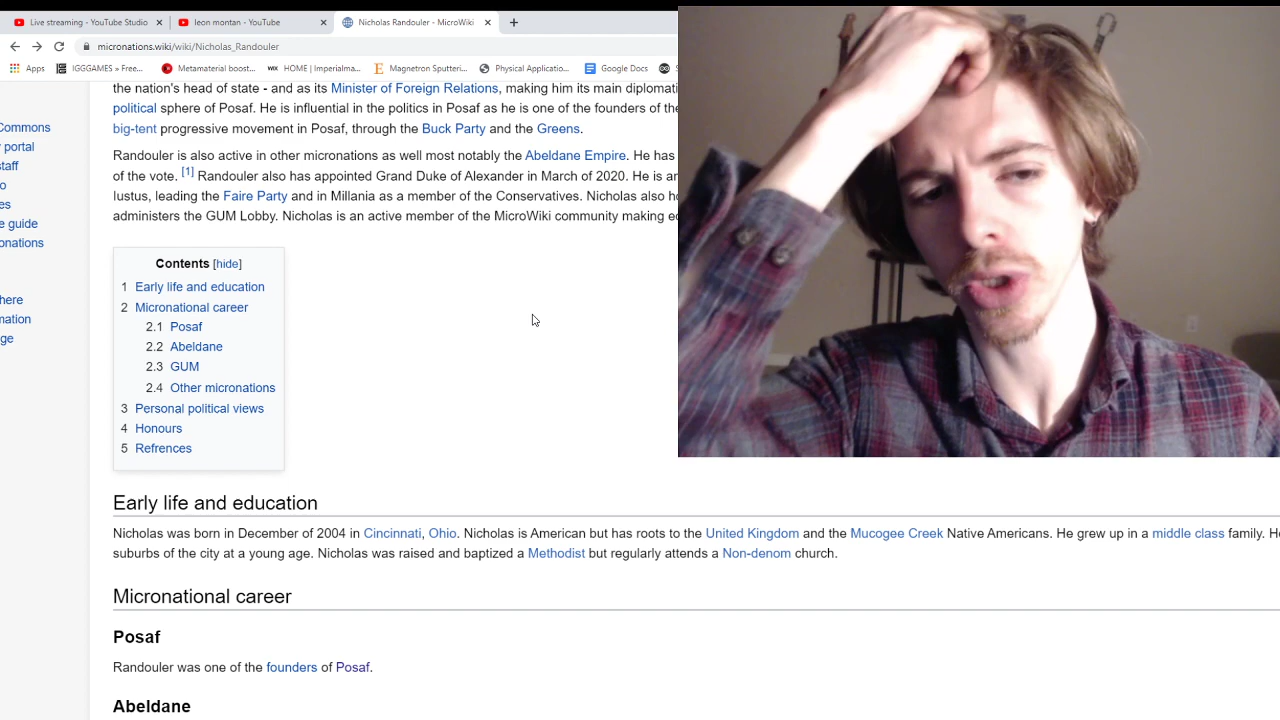 Live streaming - YouTube Studio
leon montan - YouTube
Nicholas Randouler - MicroWiki
micronations.wiki/wiki/Nicholas_Randouler
Apps
IGGGAMES » Free...
Metamaterial boost...
WIX HOME | Imperialma...
Magnetron Sputteri...
Physical Applicatio...
Google Docs
the nation's head of state - and as its Minister of Foreign Relations, making him its main diplomati
political sphere of Posaf. He is influential in the politics in Posaf as he is one of the founders of the
big-tent progressive movement in Posaf, through the Buck Party and the Greens.
Randouler is also active in other micronations as well most notably the Abeldane Empire. He has
of the vote. [1] Randouler also has appointed Grand Duke of Alexander in March of 2020. He is an
Iustus, leading the Faire Party and in Millania as a member of the Conservatives. Nicholas also h
administers the GUM Lobby. Nicholas is an active member of the MicroWiki community making ed
Commons
portal
staff
o
es
e guide
onations
here
mation
ge
Contents [hide]
1 Early life and education
2 Micronational career
2.1 Posaf
2.2 Abeldane
2.3 GUM
2.4 Other micronations
3 Personal political views
4 Honours
5 Refrences
Early life and education
Nicholas was born in December of 2004 in Cincinnati, Ohio. Nicholas is American but has roots to the United Kingdom and the Mucogee Creek Native Americans. He grew up in a middle class family. He
suburbs of the city at a young age. Nicholas was raised and baptized a Methodist but regularly attends a Non-denom church.
Micronational career
Posaf
Randouler was one of the founders of Posaf.
Abeldane